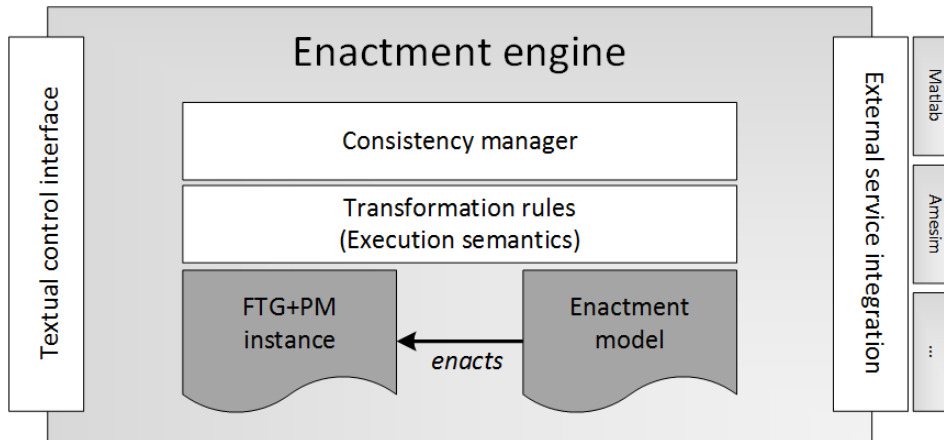 Enactment engine
Textual control interface
Consistency manager
Transformation rules
(Execution semantics)
FTG+PM
instance
enacts
Enactment
model
External service integration
Matlab
Amesim
...